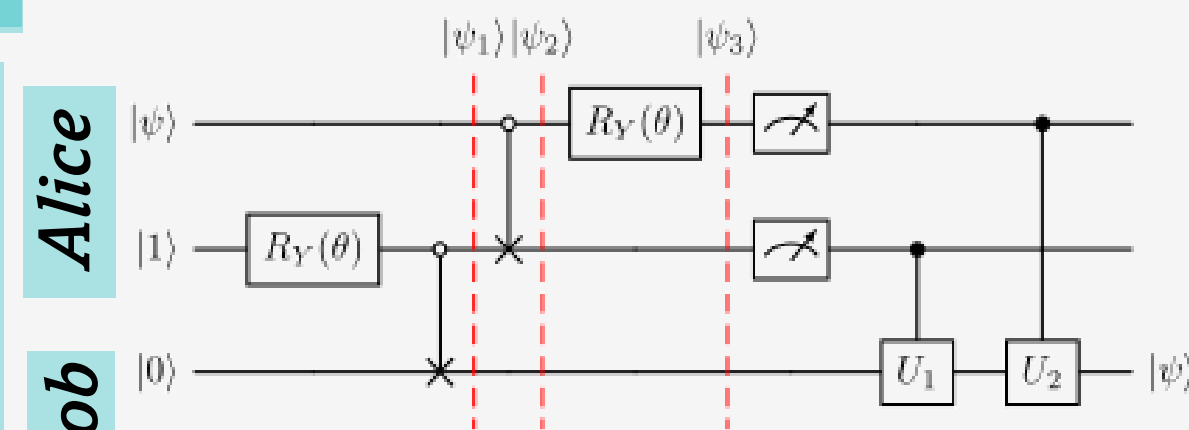 |ψ₁⟩ |ψ₂⟩ |ψ₃⟩
Alice
|ψ⟩ R_Y(θ)
|1⟩ R_Y(θ)
ob
|0⟩ U₁ U₂ |ψ⟩